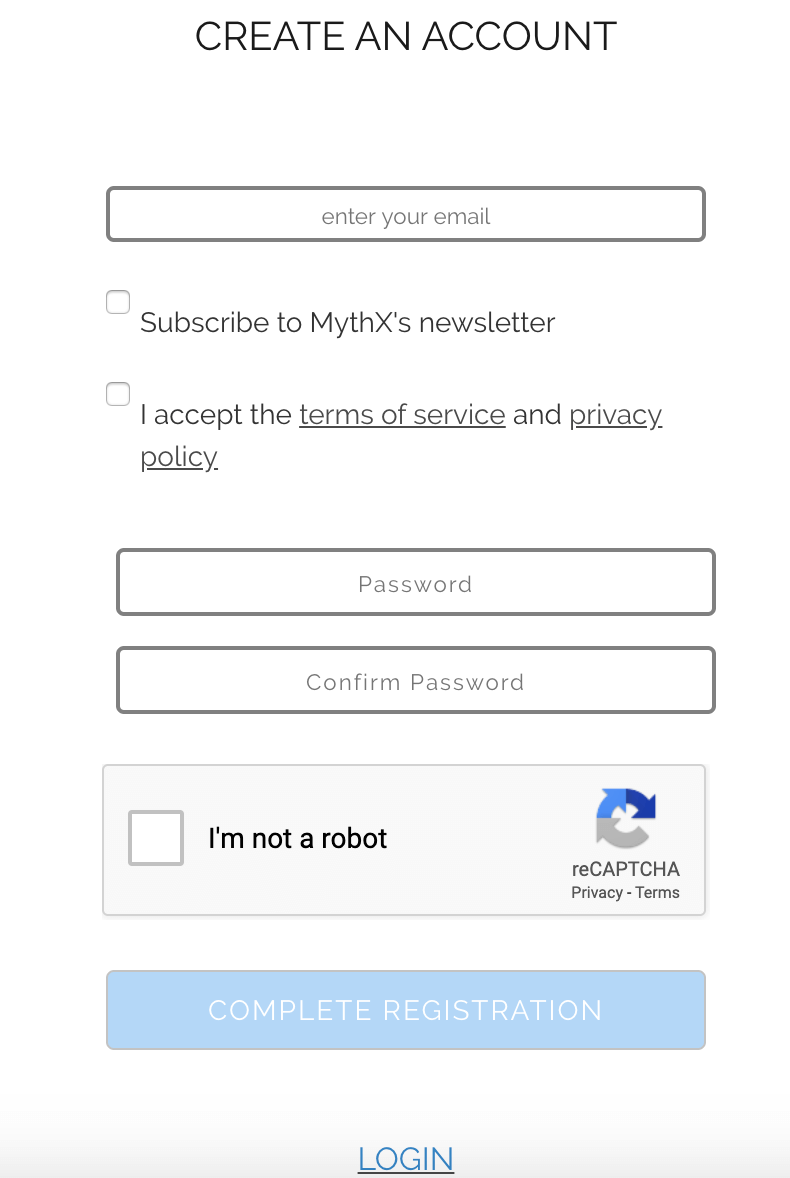 CREATE AN ACCOUNT
enter your email
Subscribe to MythX's newsletter
I accept the terms of service and privacy
policy
Password
Confirm Password
I'm not a robot
reCAPTCHA
Privacy - Terms
COMPLETE REGISTRATION
LOGIN